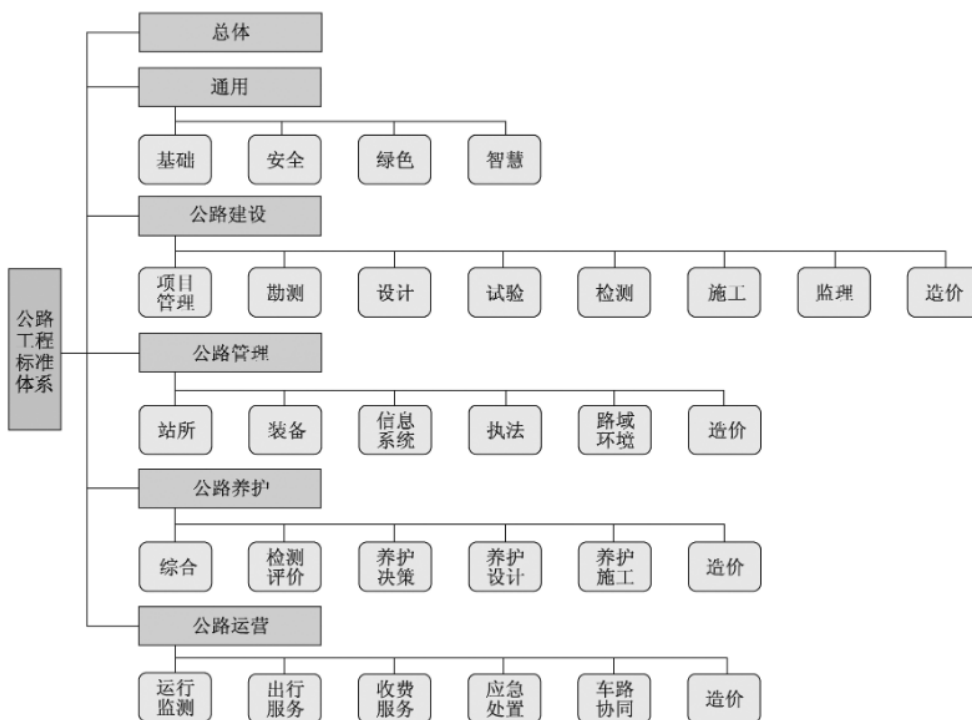 总体
通用
基础
安全
绿色
智慧
公路建设
项目
管理
勘测
设计
试验
检测
施工
监理
造价
公路
工程
标准
体系
公路管理
站所
装备
信息
系统
执法
路域
环境
造价
公路养护
综合
检测
评价
养护
决策
养护
设计
养护
施工
造价
公路运营
运行
监测
出行
服务
收费
服务
应急
处置
车路
协同
造价